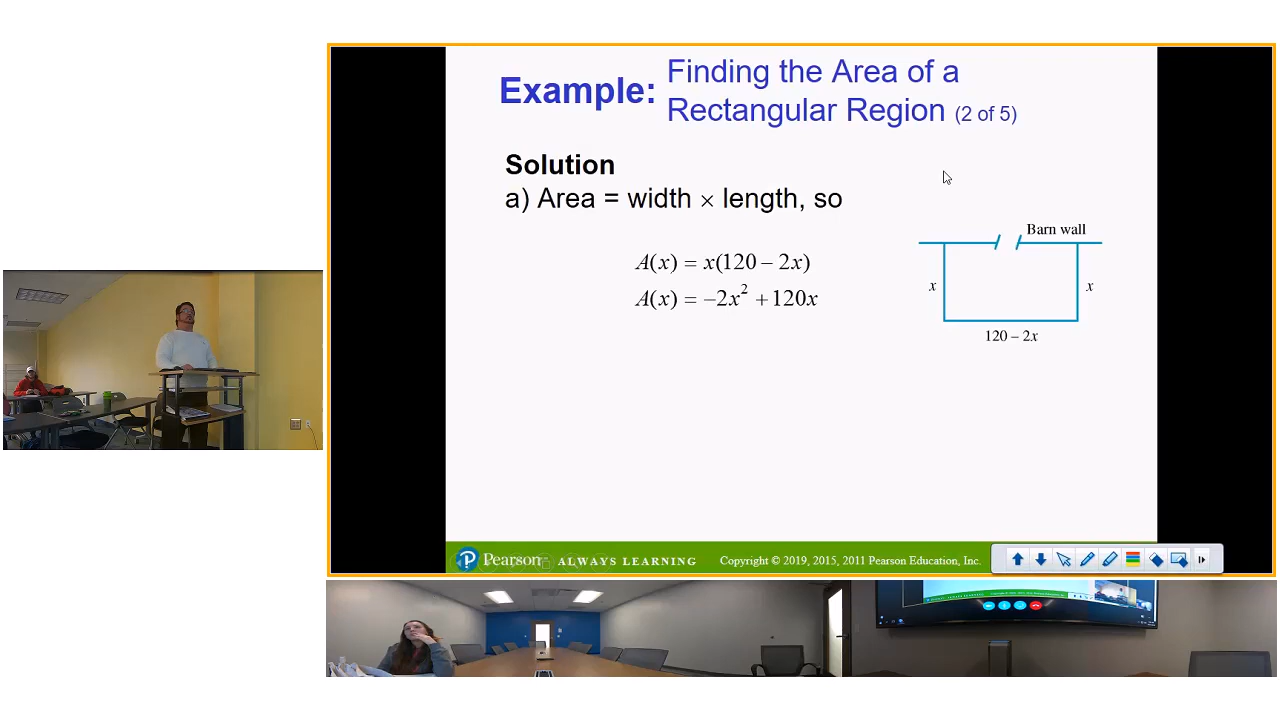 Example:
Finding the Area of a
Rectangular Region (2 of 5)
Solution
a) Area = width × length, so
A(x) = x(120 – 2x)
A(x) = –2x² + 120x
Barn wall
x
x
120 – 2x
Pearson ALWAYS LEARNING
Copyright © 2019, 2015, 2011 Pearson Education, Inc.